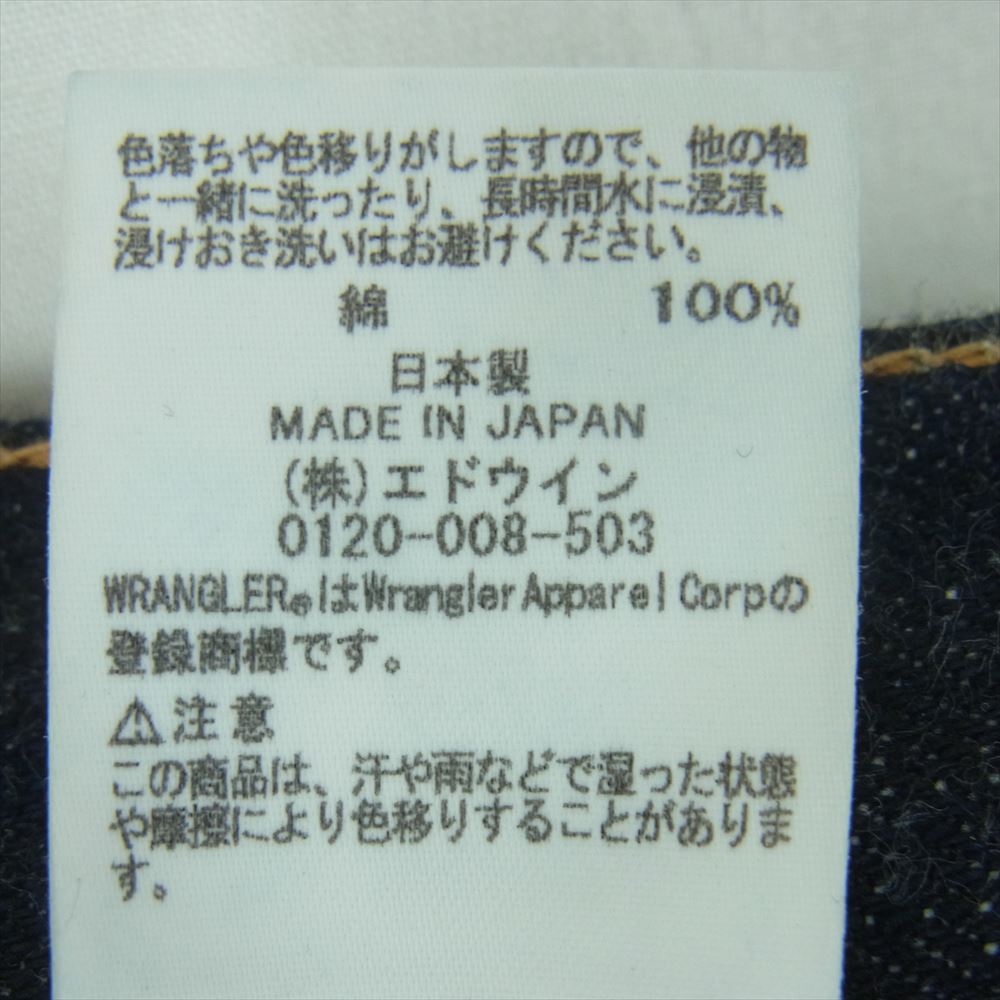 色落ちや色移りがしますので、他の物
と一緒に洗ったり、長時間水に浸漬、
浸けおき洗いはお避けください。
綿 100%
日本製
MADE IN JAPAN
(株)エドウイン
0120-008-503
WRANGLER®はWrangler Apparel Corpの
登録商標です。
⚠注意
この商品は、汗や雨などで湿った状態
や摩擦により色移りすることがありま
す。